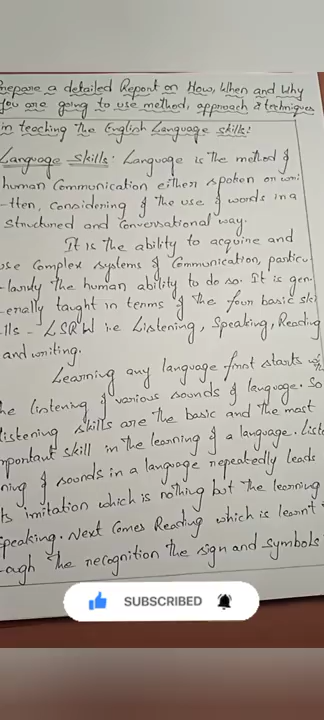 Prepare a detailed Report on How, When and Why
You are going to use method, approach & techniques
in teaching the English Language skills:
Language Skills: Language is the method of
human Communication either spoken or wri
-tten, considering of the use of words in a
structured and Conversational way.
It is the ability to acquire and
use Complex systems of Communication, particu
-larly the human ability to do so. It is gen-
erally taught in terms of the four basic ski
-lls - LSRW i.e Listening, Speaking, Reading
and writing.
Learning any language first starts with
the listening of various sounds of language. So
listening skills are the basic and the most
important skill in the learning of a language. Liste
ning of sounds in a language repeatedly leads
its imitation which is nothing but the learning
Speaking. Next Comes Reading which is learnt
-ough the recognition the sign and symbols
SUBSCRIBED